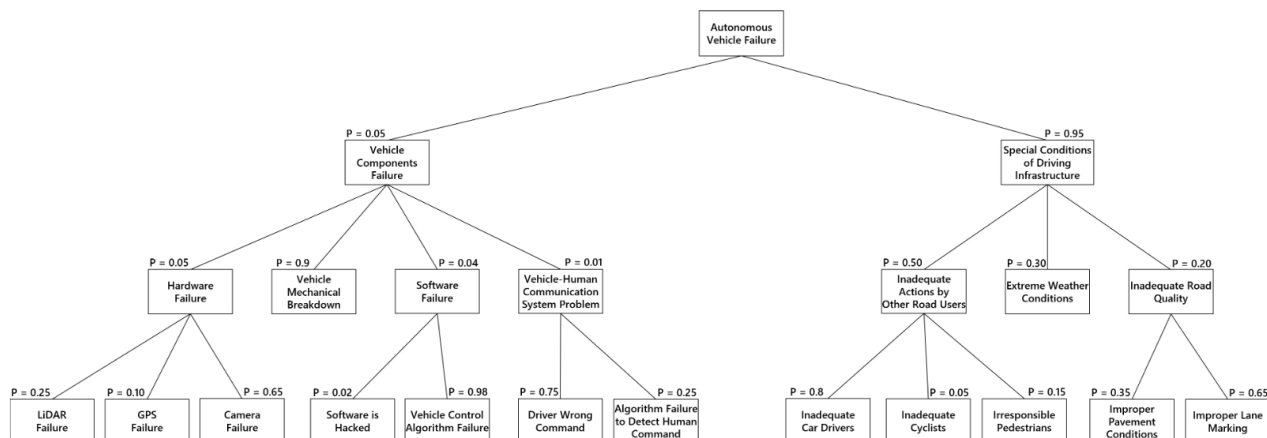 Autonomous
Vehicle Failure
P = 0.05
Vehicle
Components
Failure
P = 0.95
Special Conditions
of Driving
Infrastructure
P = 0.05
Hardware
Failure
P = 0.9
Vehicle
Mechanical
Breakdown
P = 0.04
Software
Failure
P = 0.01
Vehicle-Human
Communication
System Problem
P = 0.50
Inadequate
Actions by
Other Road Users
P = 0.30
Extreme Weather
Conditions
P = 0.20
Inadequate Road
Quality
P = 0.25
LiDAR
Failure
P = 0.10
GPS
Failure
P = 0.65
Camera
Failure
P = 0.02
Software is
Hacked
P = 0.98
Vehicle Control
Algorithm Failure
P = 0.75
Driver Wrong
Command
P = 0.25
Algorithm Failure
to Detect Human
Command
P = 0.8
Inadequate
Car Drivers
P = 0.05
Inadequate
Cyclists
P = 0.15
Irresponsible
Pedestrians
P = 0.35
Improper
Pavement
Conditions
P = 0.65
Improper Lane
Marking